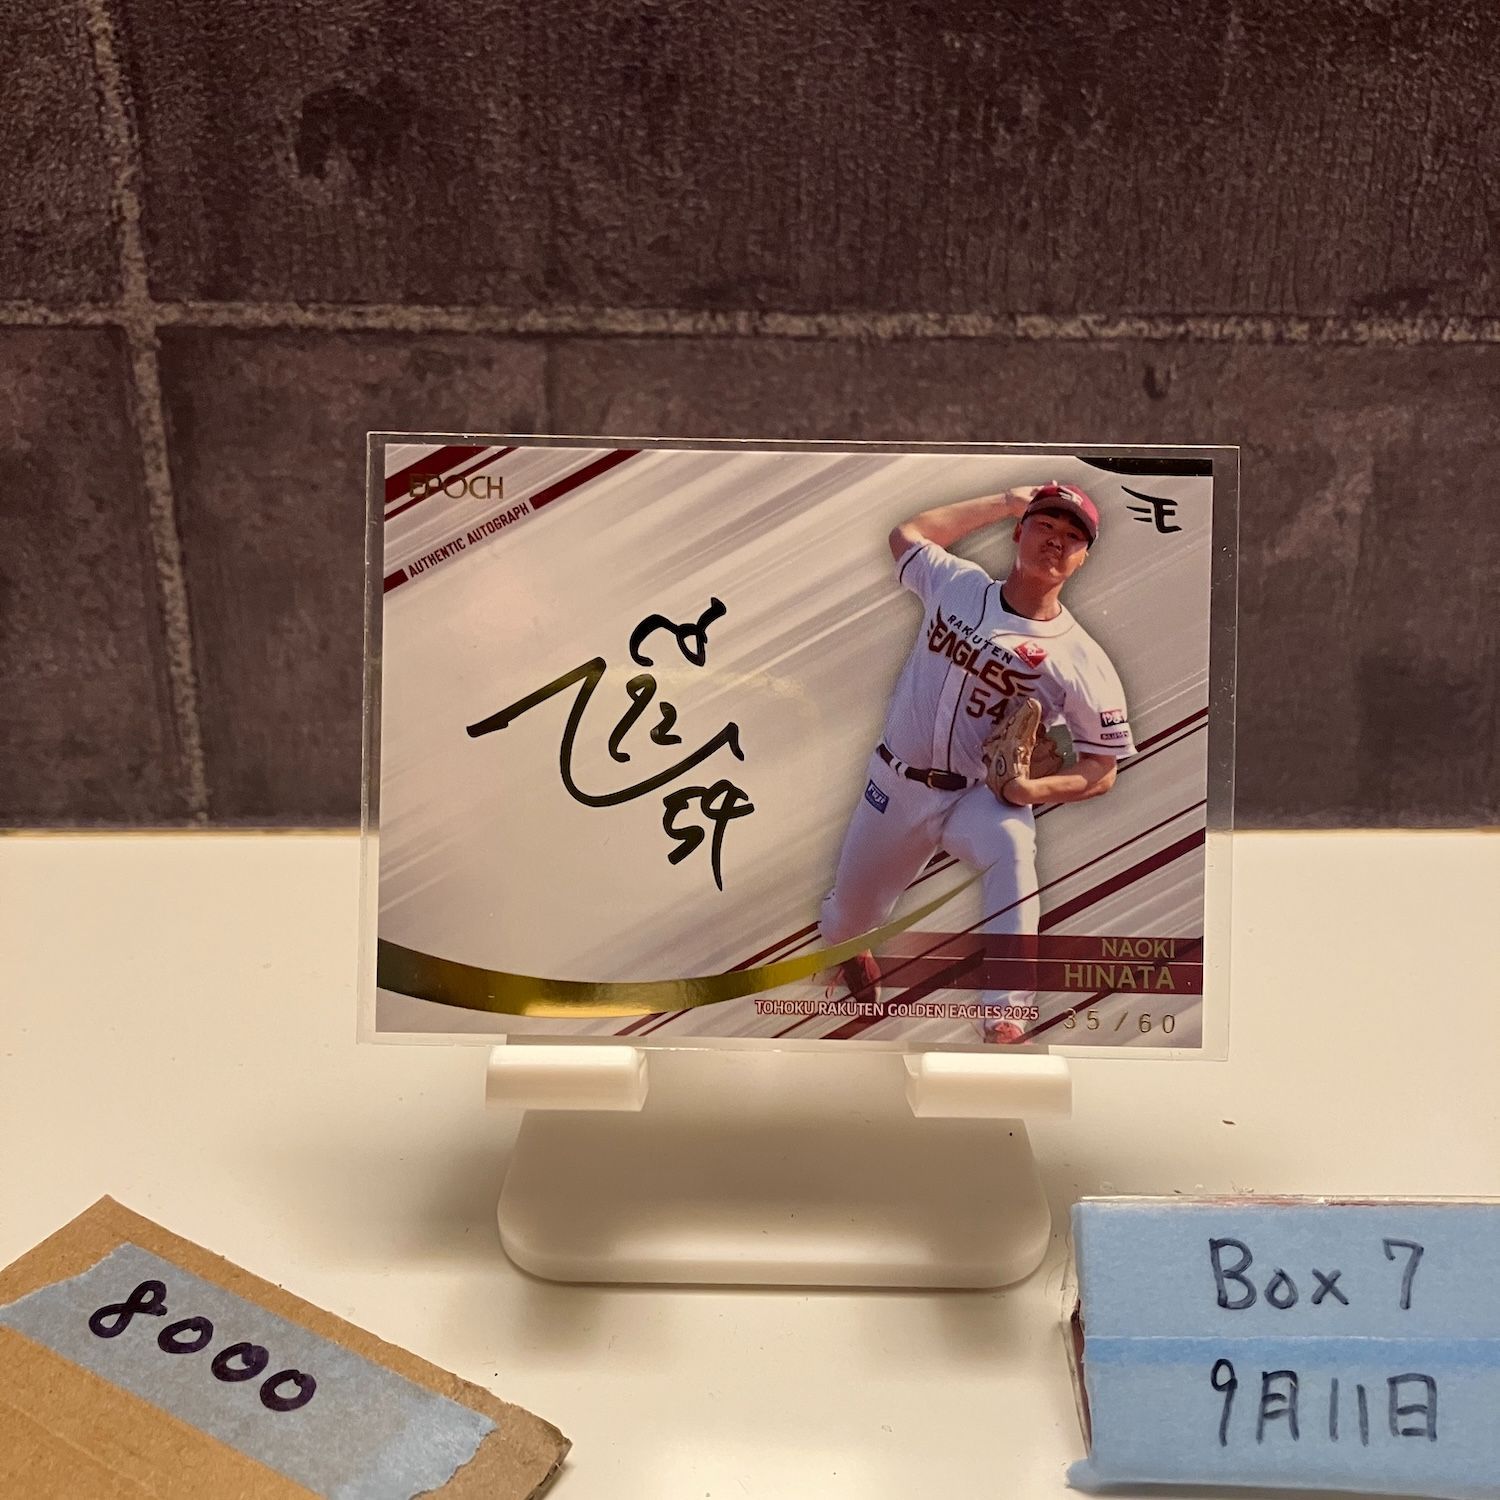 EPOCH
AUTHENTIC AUTOGRAPH
E
RAKUTEN
EAGLES
54
54
NAOKI
HINATA
TOHOKU RAKUTEN GOLDEN EAGLES 2025
35/60
8000
Box 7
9月11日